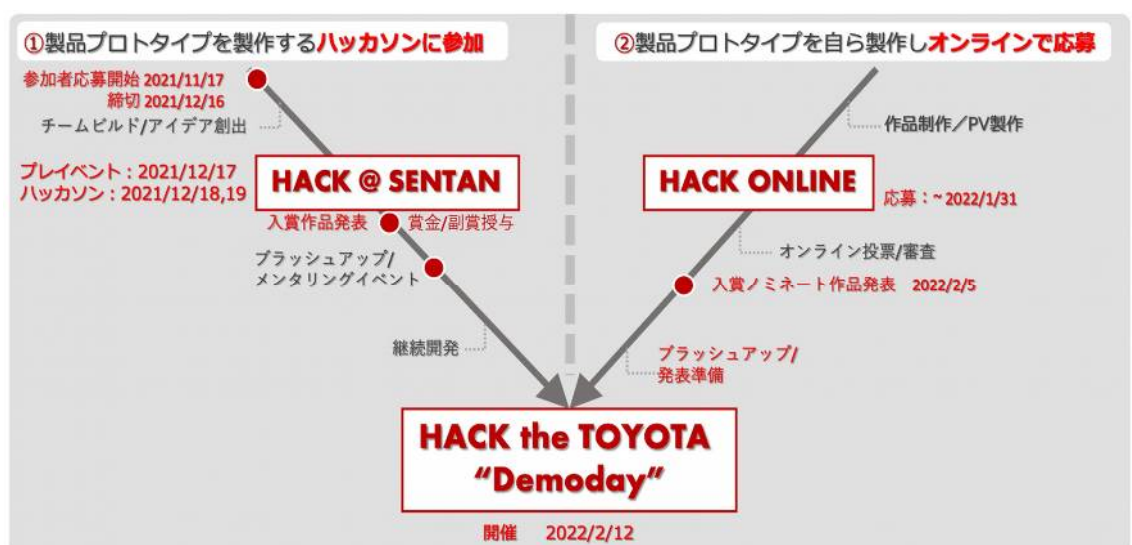 ①製品プロトタイプを製作するハッカソンに参加
参加者応募開始 2021/11/17
締切 2021/12/16
チームビルド/アイデア創出
プレイベント：2021/12/17
ハッカソン：2021/12/18,19
HACK @ SENTAN
入賞作品発表 賞金/副賞授与
ブラッシュアップ/
メンタリングイベント
継続開発
②製品プロトタイプを自ら製作しオンラインで応募
作品制作／PV製作
HACK ONLINE
応募：~ 2022/1/31
オンライン投票/審査
入賞ノミネート作品発表 2022/2/5
ブラッシュアップ/
発表準備
HACK the TOYOTA
“Demoday”
開催 2022/2/12